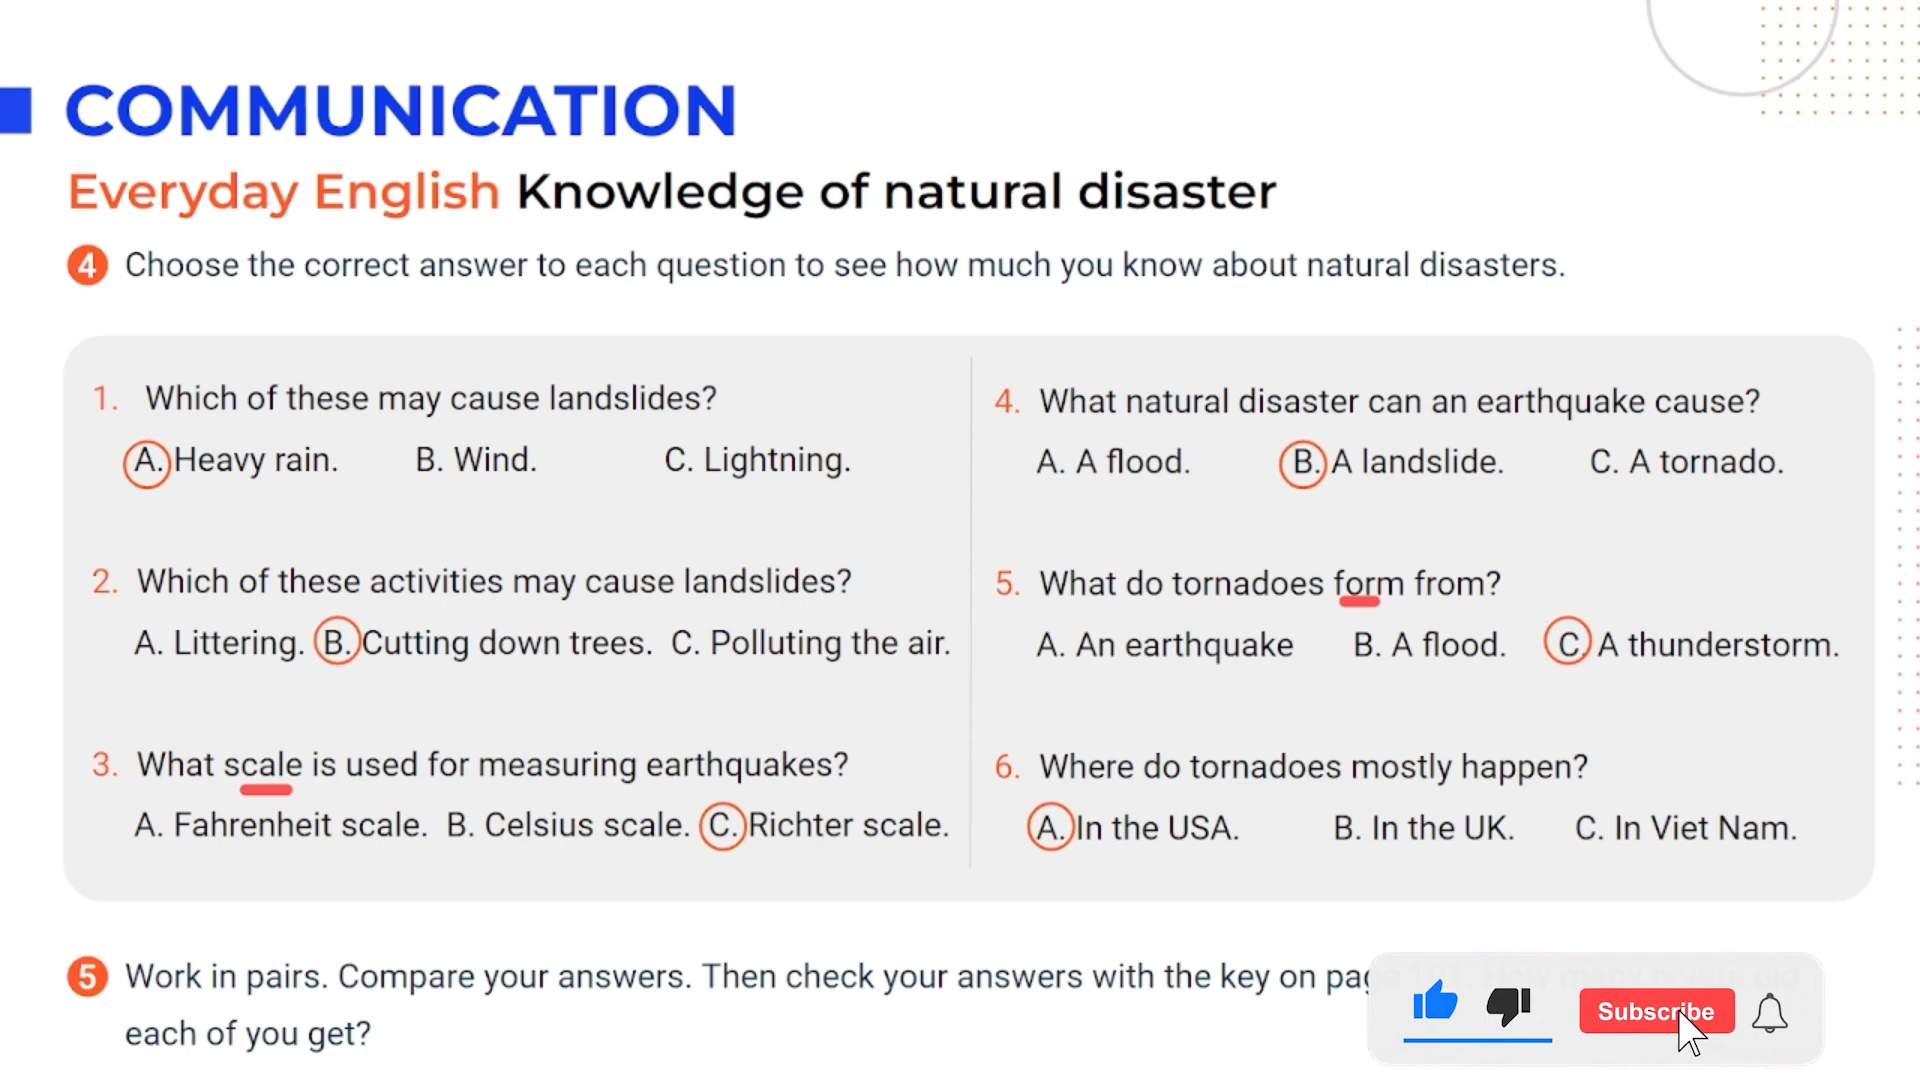 COMMUNICATION
Everyday English Knowledge of natural disaster
4 Choose the correct answer to each question to see how much you know about natural disasters.
1. Which of these may cause landslides?
A. Heavy rain. B. Wind. C. Lightning.
2. Which of these activities may cause landslides?
A. Littering. B. Cutting down trees. C. Polluting the air.
3. What scale is used for measuring earthquakes?
A. Fahrenheit scale. B. Celsius scale. C. Richter scale.
4. What natural disaster can an earthquake cause?
A. A flood. B. A landslide. C. A tornado.
5. What do tornadoes form from?
A. An earthquake B. A flood. C. A thunderstorm.
6. Where do tornadoes mostly happen?
A. In the USA. B. In the UK. C. In Viet Nam.
5 Work in pairs. Compare your answers. Then check your answers with the key on page
each of you get?
Subscribe